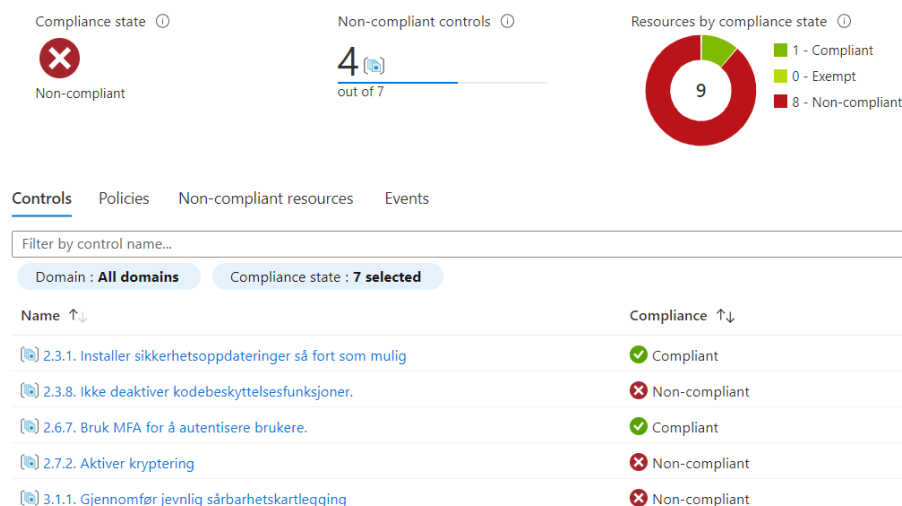 Compliance state
Non-compliant
Non-compliant controls
4
out of 7
Resources by compliance state
9
1 - Compliant
0 - Exempt
8 - Non-compliant
Controls Policies Non-compliant resources Events
Filter by control name...
Domain : All domains Compliance state : 7 selected
Name Compliance
2.3.1. Installer sikkerhetsoppdateringer så fort som mulig Compliant
2.3.8. Ikke deaktiver kodebeskyttelsesfunksjoner. Non-compliant
2.6.7. Bruk MFA for å autentisere brukere. Compliant
2.7.2. Aktiver kryptering Non-compliant
3.1.1. Gjennomfør jevnlig sårbarhetskartlegging Non-compliant